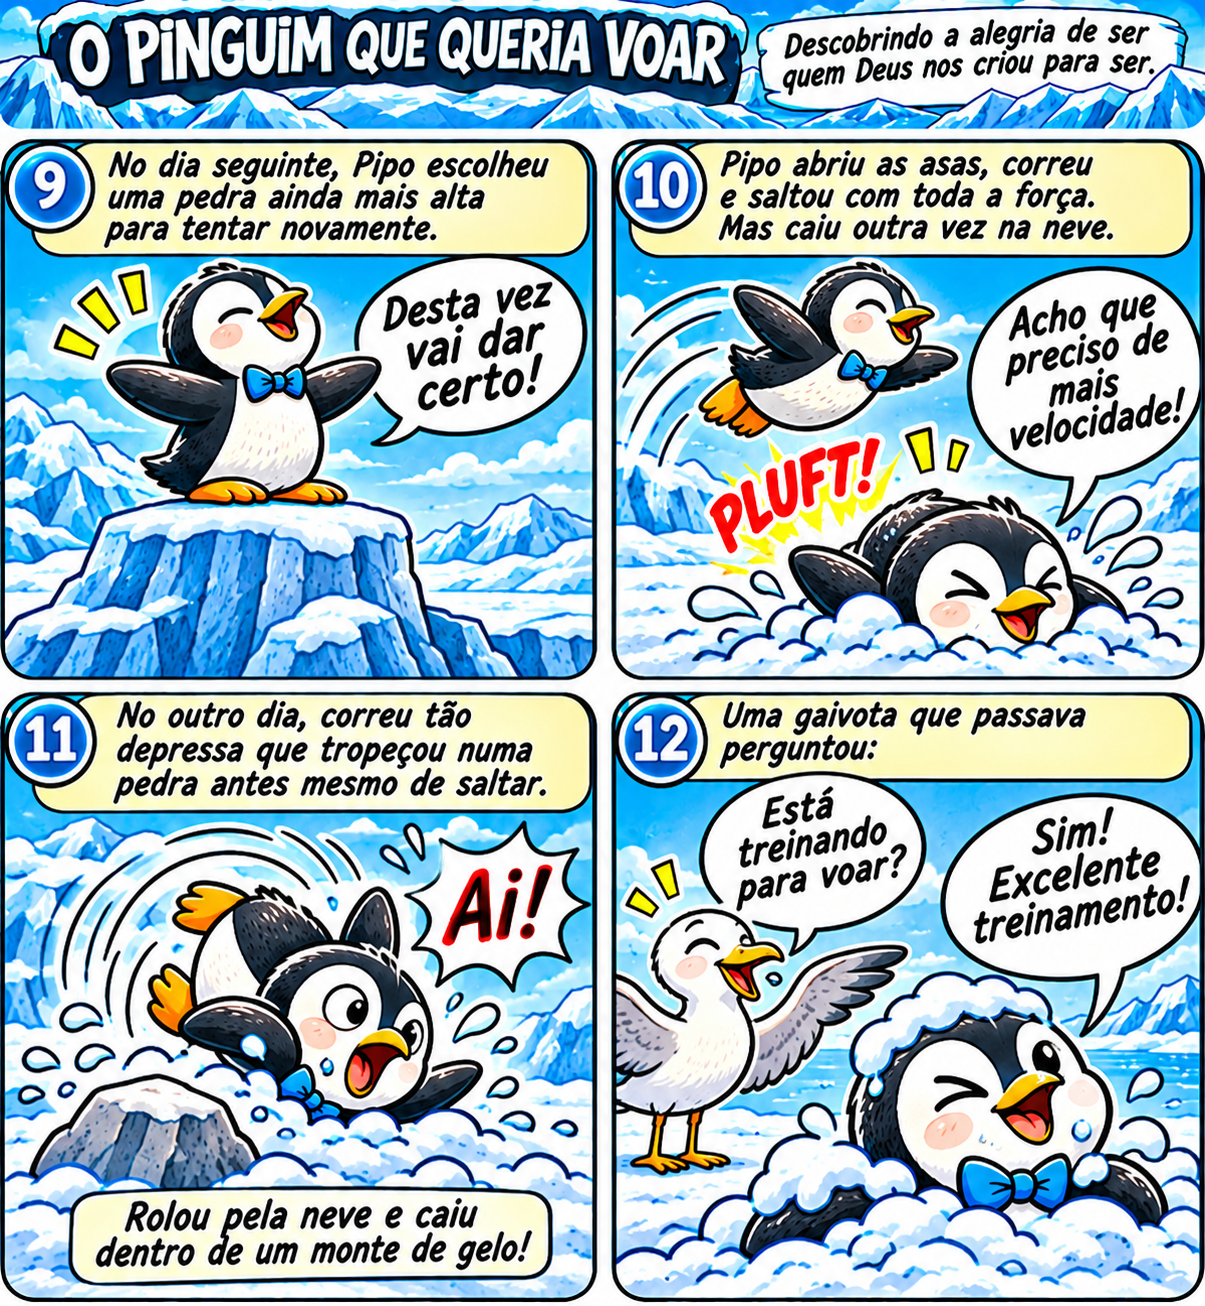 O PINGUIM QUE QUERIA VOAR
Descobrindo a alegria de ser
quem Deus nos criou para ser.
9
No dia seguinte, Pipo escolheu
uma pedra ainda mais alta
para tentar novamente.
Desta vez
vai dar
certo!
10
Pipo abriu as asas, correu
e saltou com toda a força.
Mas caiu outra vez na neve.
Acho que
preciso de
mais
velocidade!
PLUFT!
11
No outro dia, correu tão
depressa que tropeçou numa
pedra antes mesmo de saltar.
Ai!
Rolou pela neve e caiu
dentro de um monte de gelo!
12
Uma gaivota que passava
perguntou:
Está
treinando
para voar?
Sim!
Excelente
treinamento!